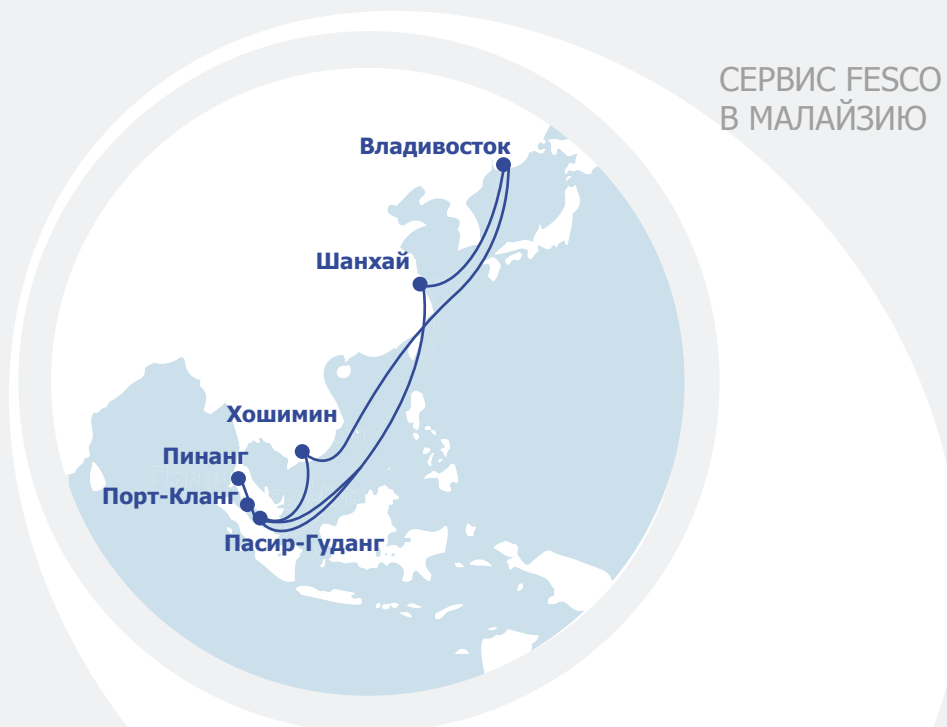 СЕРВИС FESCO
В МАЛАЙЗИЮ
Владивосток
Шанхай
Хошимин
Пинанг
Порт-Кланг
Пасир-Гуданг